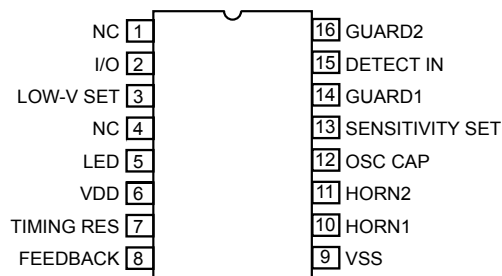 NC 1 16 GUARD2
I/O 2 15 DETECT IN
LOW-V SET 3 14 GUARD1
NC 4 13 SENSITIVITY SET
LED 5 12 OSC CAP
VDD 6 11 HORN2
TIMING RES 7 10 HORN1
FEEDBACK 8 9 VSS